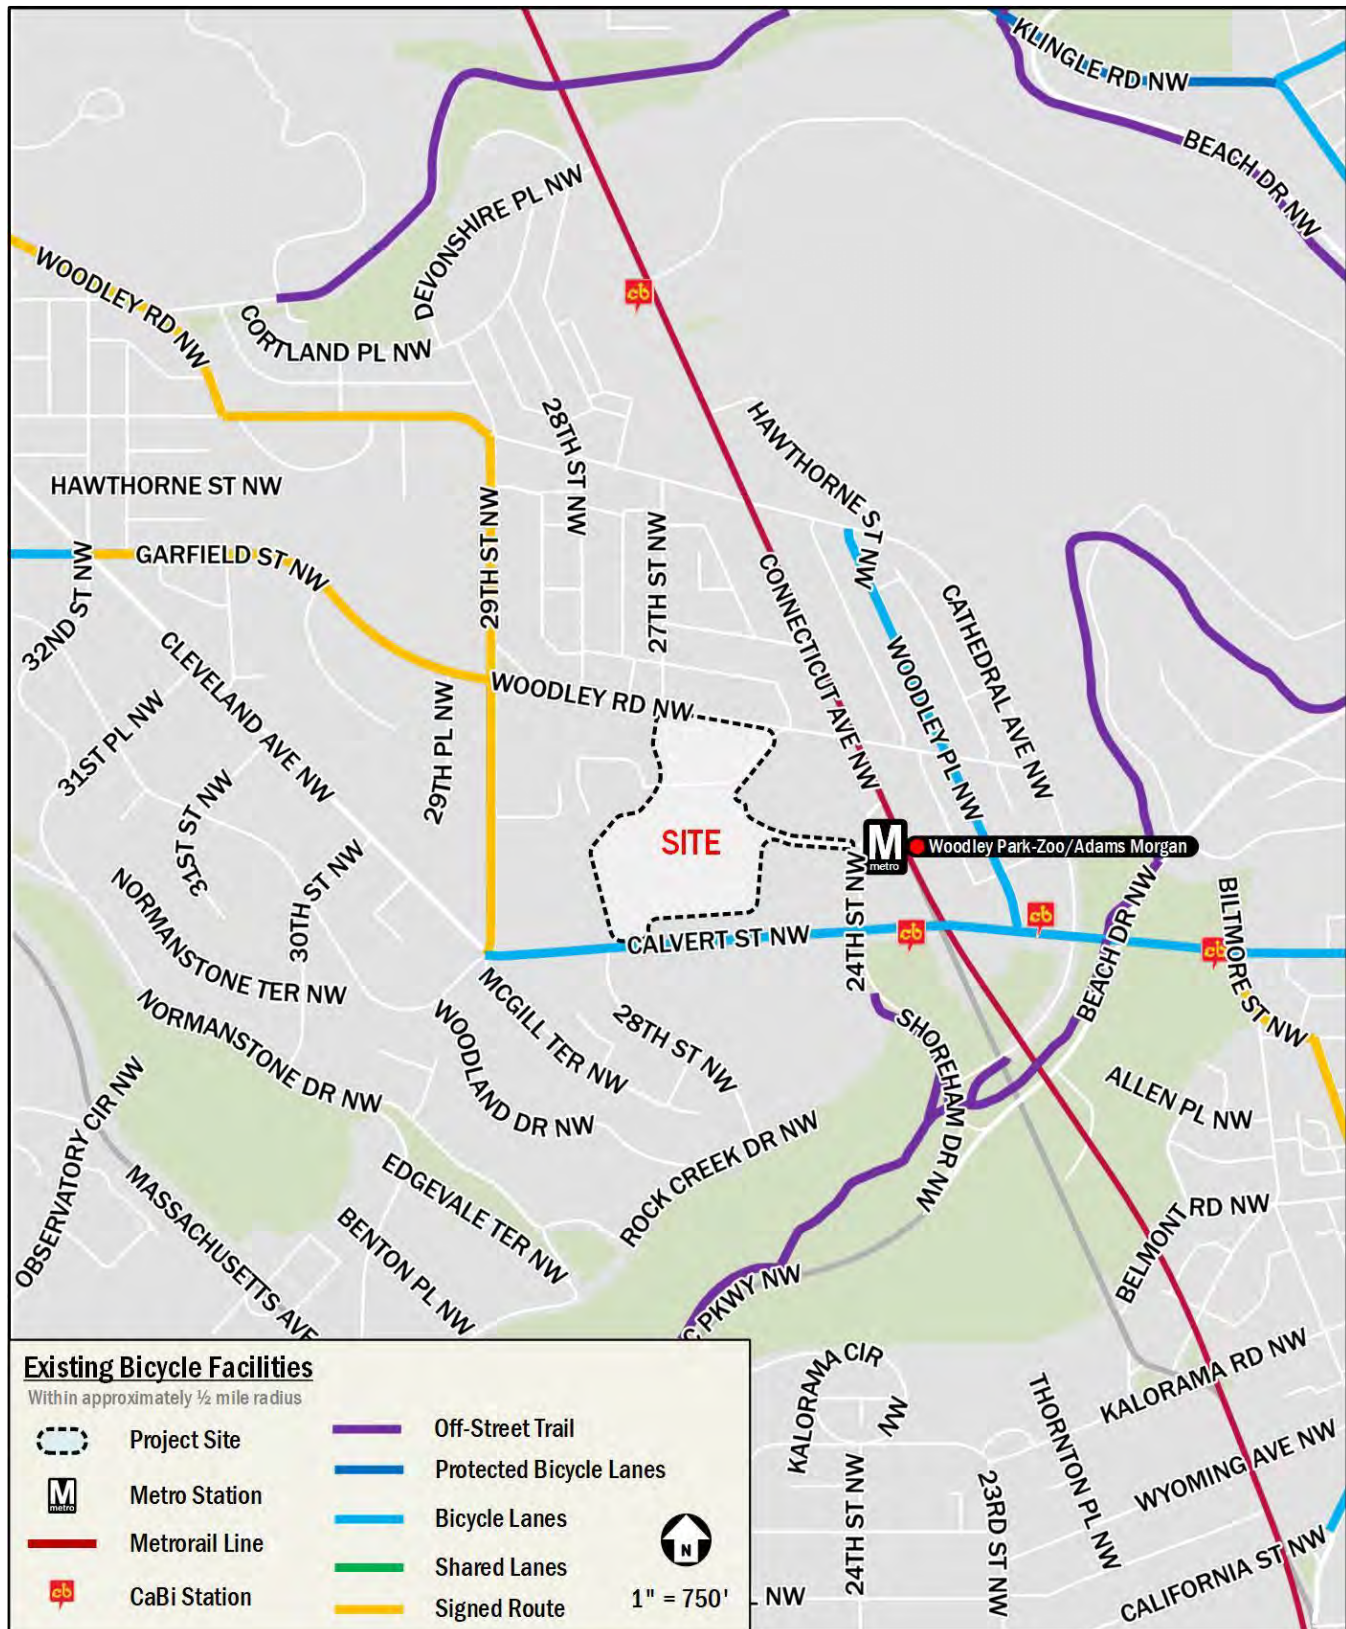 KLINGLE RD NW
BEACH DR NW
DEVONSHIRE PL NW
WOODLEY RD NW
cb
CORTLAND PL NW
28TH ST NW
HAWTHORNE ST NW
HAWTHORNE ST NW
29TH ST NW
27TH ST NW
GARFIELD ST NW
32ND ST NW
CONNECTICUT AVE NW
CATHEDRAL AVE NW
CLEVELAND AVE NW
WOODLEY PL NW
WOODLEY RD NW
31ST PL NW
29TH PL NW
31ST ST NW
SITE
M
metro
Woodley Park-Zoo/Adams Morgan
30TH ST NW
NORMANSTONE TER NW
24TH ST NW
BEACH DR NW
BILTMORE ST NW
CALVERT ST NW
cb
cb
cb
NORMANSTONE DR NW
MCGILL TER NW
WOODLAND DR NW
28TH ST NW
SHOREHAM DR NW
OBSERVATORY CIR NW
ALLEN PL NW
ROCK CREEK DR NW
EDGEVALE TER NW
MASSACHUSETTS AVE
BENTON PL NW
BELMONT RD NW
C PKWY NW
KALORAMA CIR NW
KALORAMA RD NW
THORNTON PL NW
WYOMING AVE NW
24TH ST NW
23RD ST NW
CALIFORNIA ST NW
NW
Existing Bicycle Facilities
Within approximately ½ mile radius
Project Site
M
metro
Metro Station
Metrorail Line
cb
CaBi Station
Off-Street Trail
Protected Bicycle Lanes
Bicycle Lanes
Shared Lanes
Signed Route
N
1" = 750'